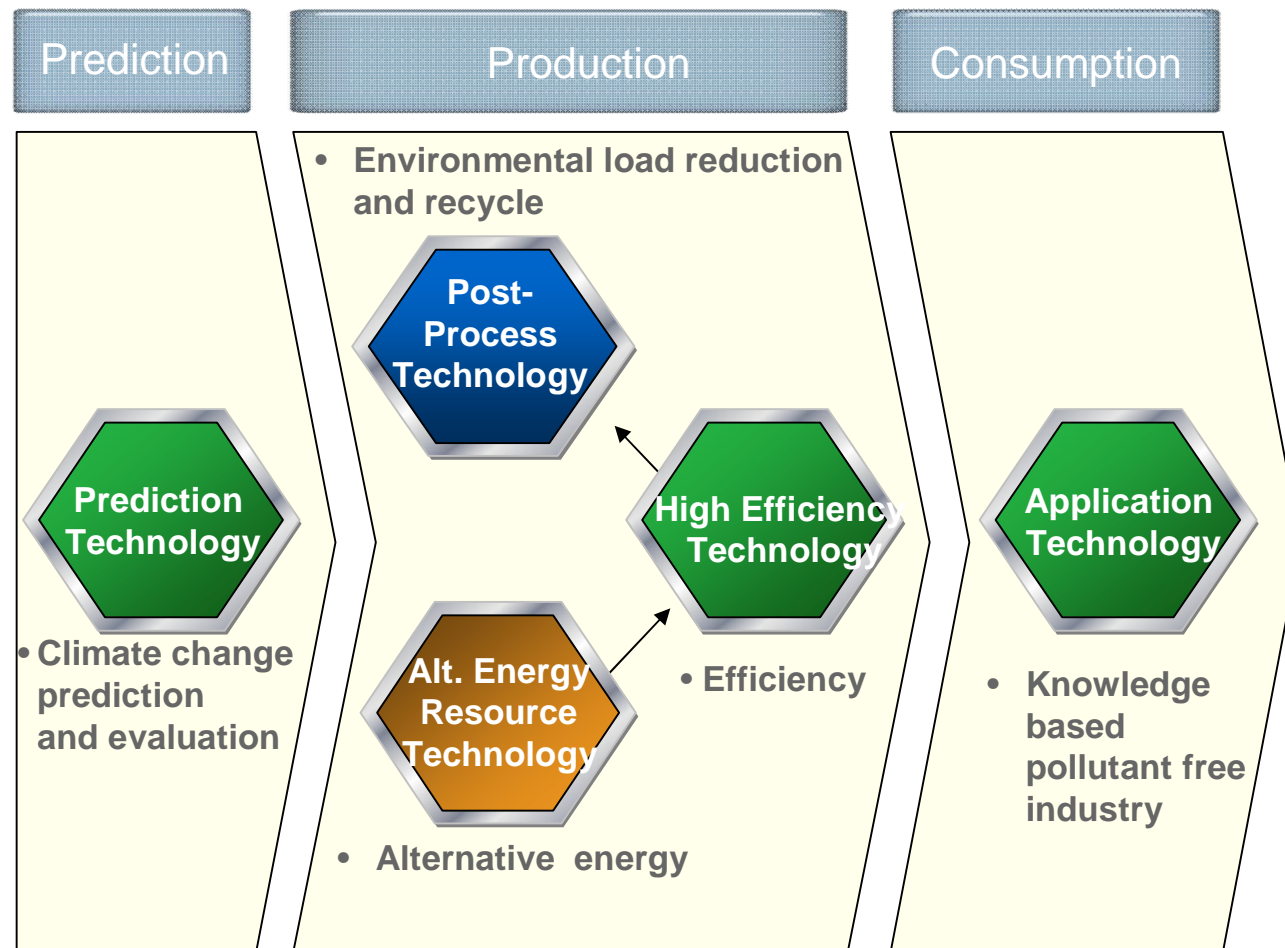 Prediction
Production
Consumption
• Environmental load reduction
and recycle
Post-
Process
Technology
Prediction
Technology
High Efficiency
Technology
Application
Technology
• Climate change
prediction
and evaluation
Alt. Energy
Resource
Technology
• Efficiency
• Knowledge
based
pollutant free
industry
• Alternative energy